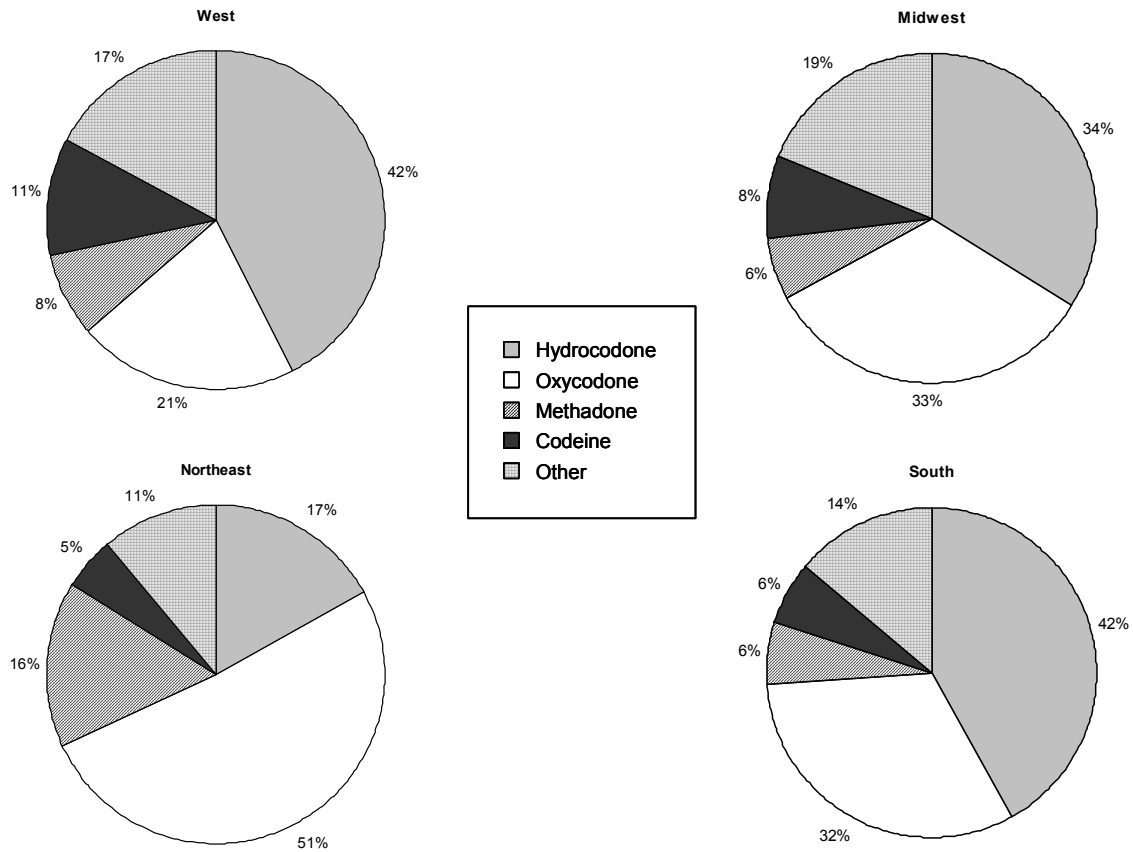 West
17%
42%
11%
8%
21%
Midwest
19%
34%
8%
6%
33%
Hydrocodone
Oxycodone
Methadone
Codeine
Other
Northeast
11%
17%
5%
16%
51%
South
14%
6%
42%
6%
32%